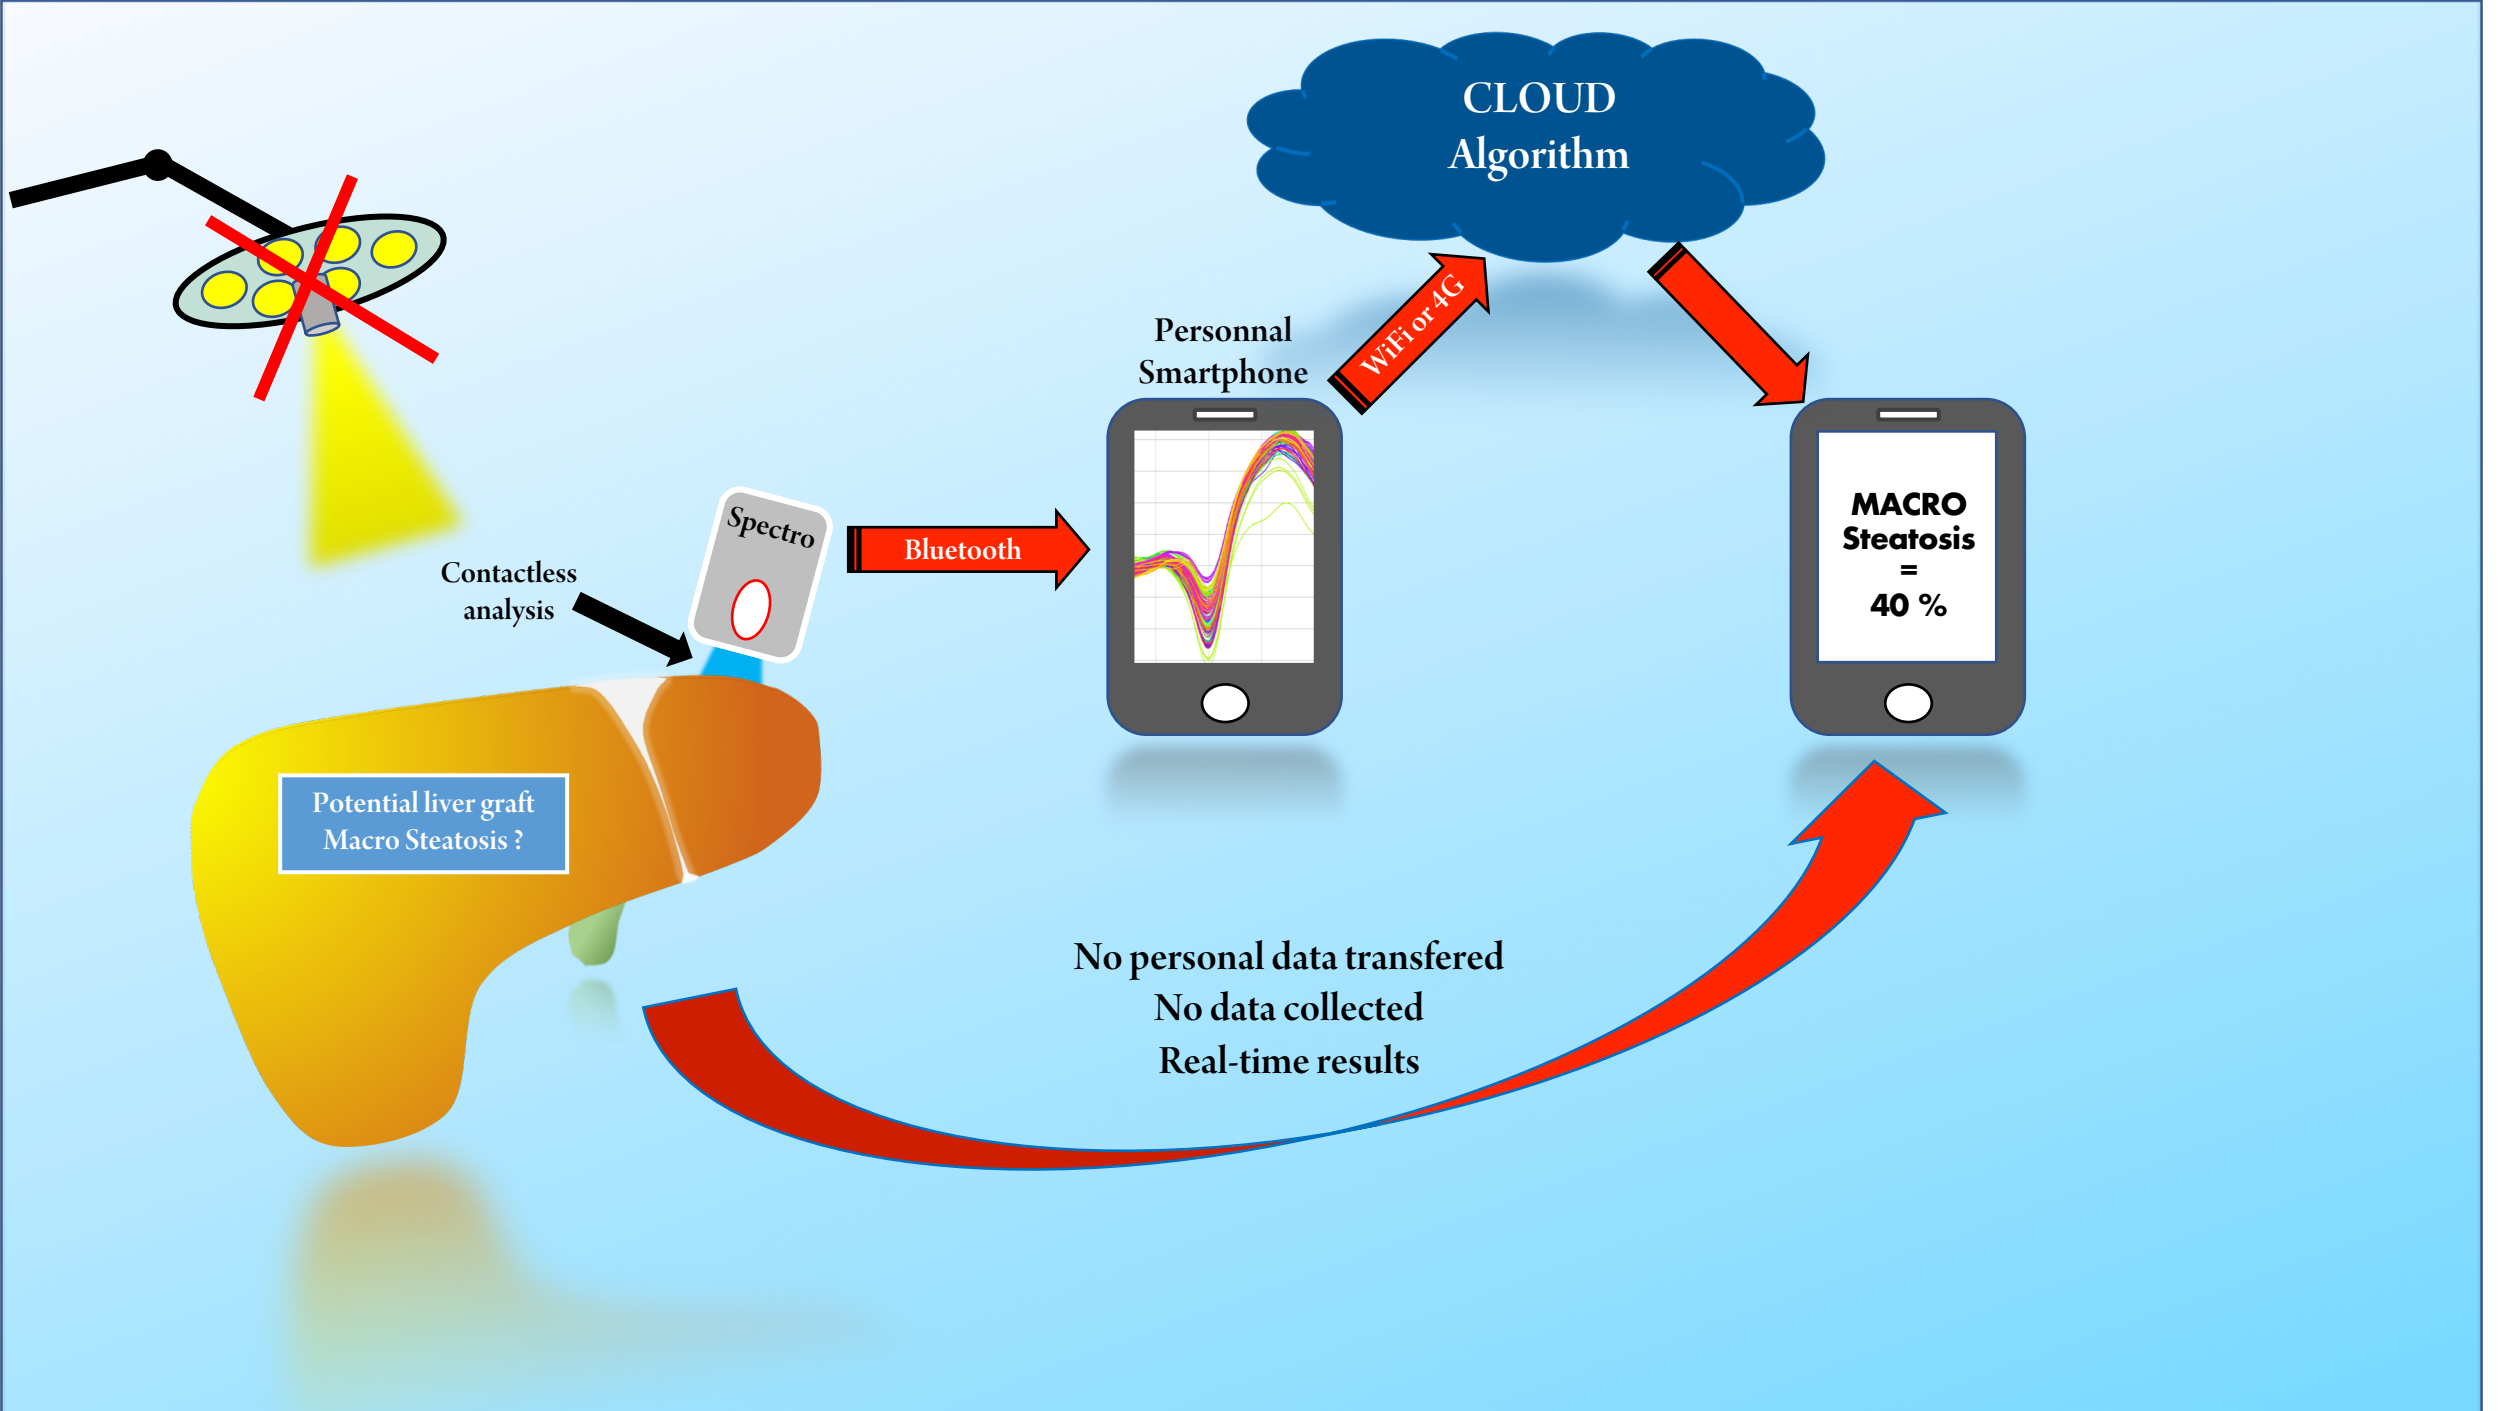 CLOUD
Algorithm
WiFi or 4G
Personnal
Smartphone
Spectro
Bluetooth
Contactless
analysis
MACRO
Steatosis
=
40 %
Potential liver graft
Macro Steatosis ?
No personal data transfered
No data collected
Real-time results